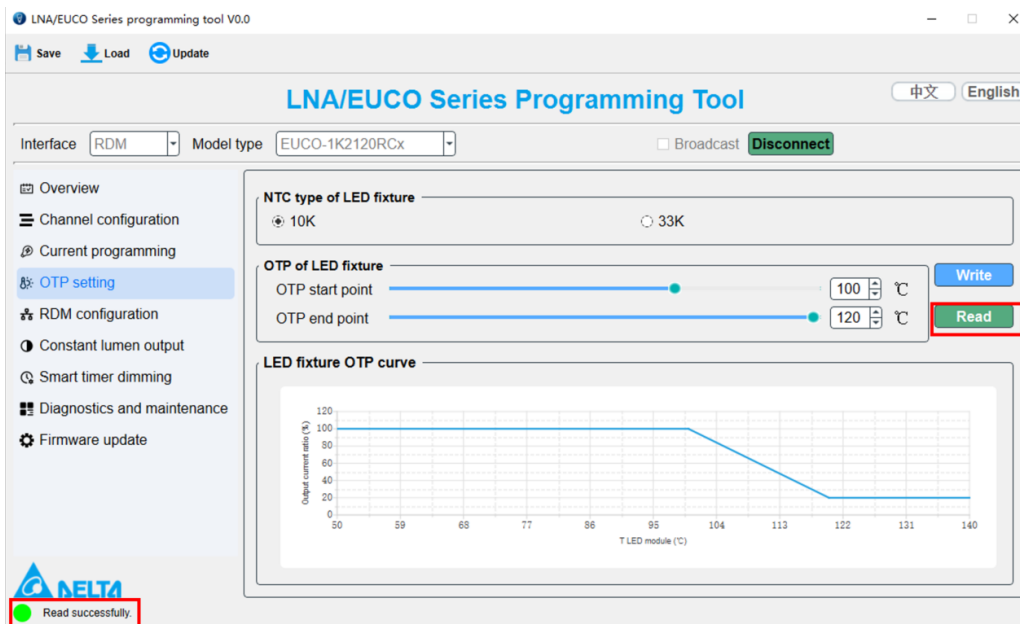 LNA/EUCO Series programming tool V0.0
Save Load Update
LNA/EUCO Series Programming Tool
中文 English
Interface RDM Model type EUCO-1K2120RCx Broadcast Disconnect
Overview
Channel configuration
Current programming
OTP setting
RDM configuration
Constant lumen output
Smart timer dimming
Diagnostics and maintenance
Firmware update
NTC type of LED fixture
10K 33K
OTP of LED fixture
OTP start point 100 ℃
OTP end point 120 ℃
Write
Read
LED fixture OTP curve
Output current ratio (%)
120
100
80
60
40
20
0
50 59 68 77 86 95 104 113 122 131 140
T LED module (℃)
DELTA
Read successfully.